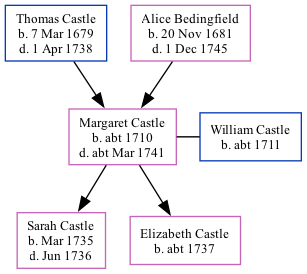 Thomas Castle
b. 7 Mar 1679
d. 1 Apr 1738
Alice Bedingfield
b. 20 Nov 1681
d. 1 Dec 1745
Margaret Castle
b. abt 1710
d. abt Mar 1741
William Castle
b. abt 1711
Sarah Castle
b. Mar 1735
d. Jun 1736
Elizabeth Castle
b. abt 1737